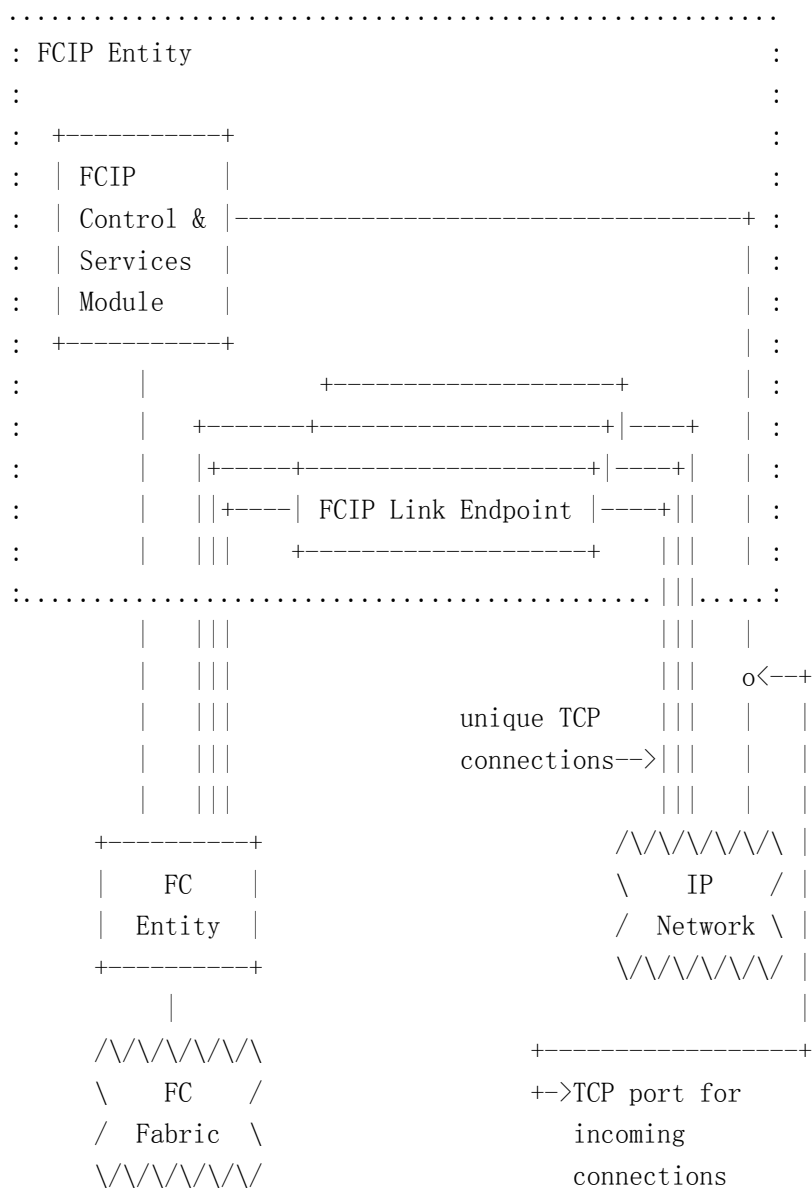 FCIP Entity
FCIP
Control &
Services
Module
FCIP Link Endpoint
o<--+
unique TCP
connections-->
FC
Entity
IP
Network
FC
Fabric
+->TCP port for
incoming
connections